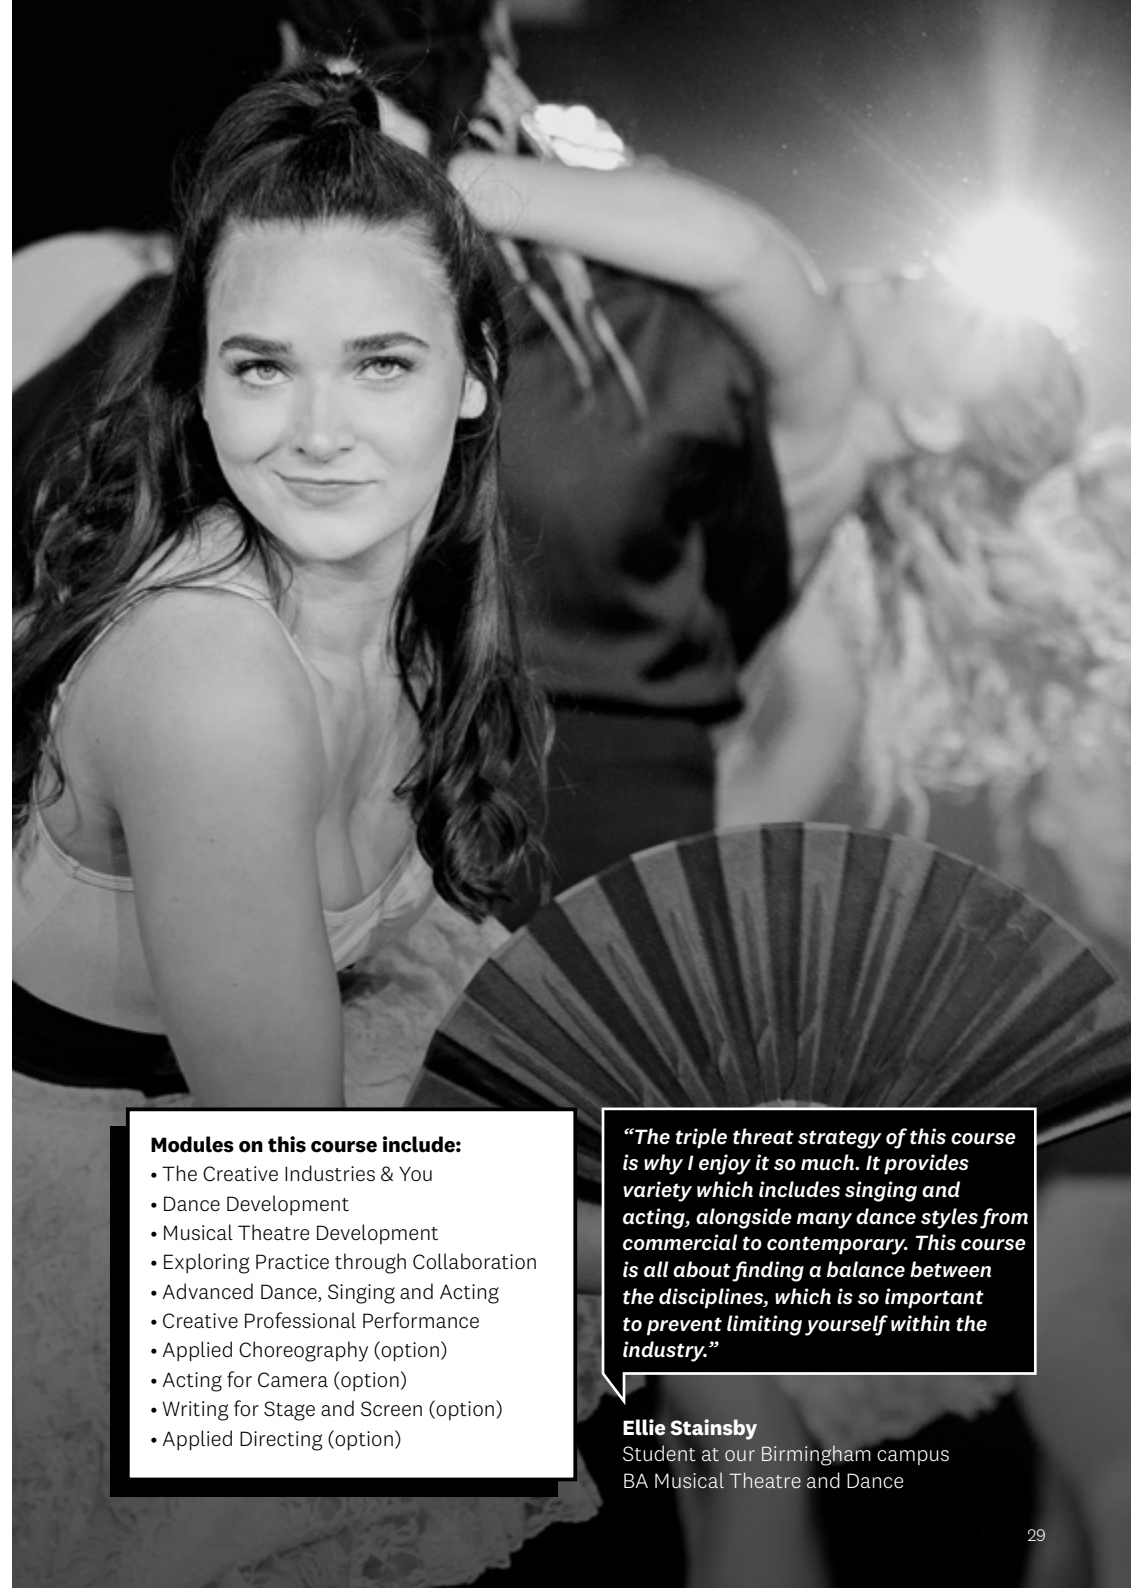 Modules on this course include:
• The Creative Industries & You
• Dance Development
• Musical Theatre Development
• Exploring Practice through Collaboration
• Advanced Dance, Singing and Acting
• Creative Professional Performance
• Applied Choreography (option)
• Acting for Camera (option)
• Writing for Stage and Screen (option)
• Applied Directing (option)
“The triple threat strategy of this course
is why I enjoy it so much. It provides
variety which includes singing and
acting, alongside many dance styles from
commercial to contemporary. This course
is all about finding a balance between
the disciplines, which is so important
to prevent limiting yourself within the
industry.”
Ellie Stainsby
Student at our Birmingham campus
BA Musical Theatre and Dance
29